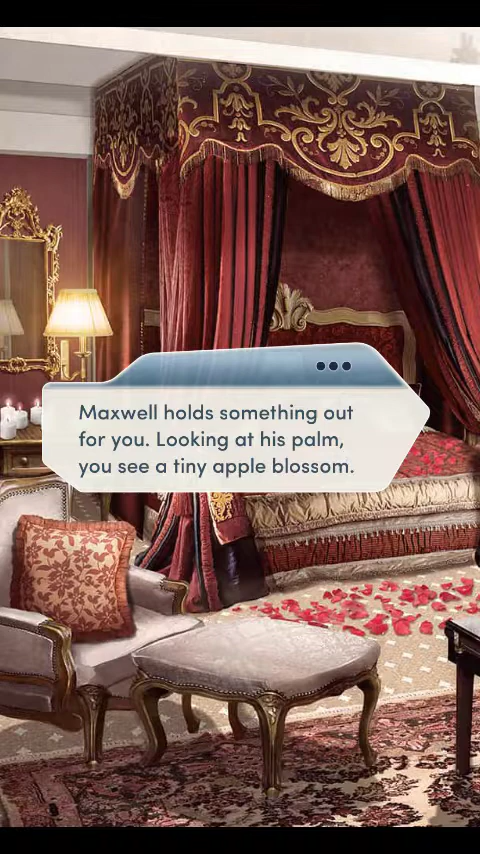 Maxwell holds something out
for you. Looking at his palm,
you see a tiny apple blossom.